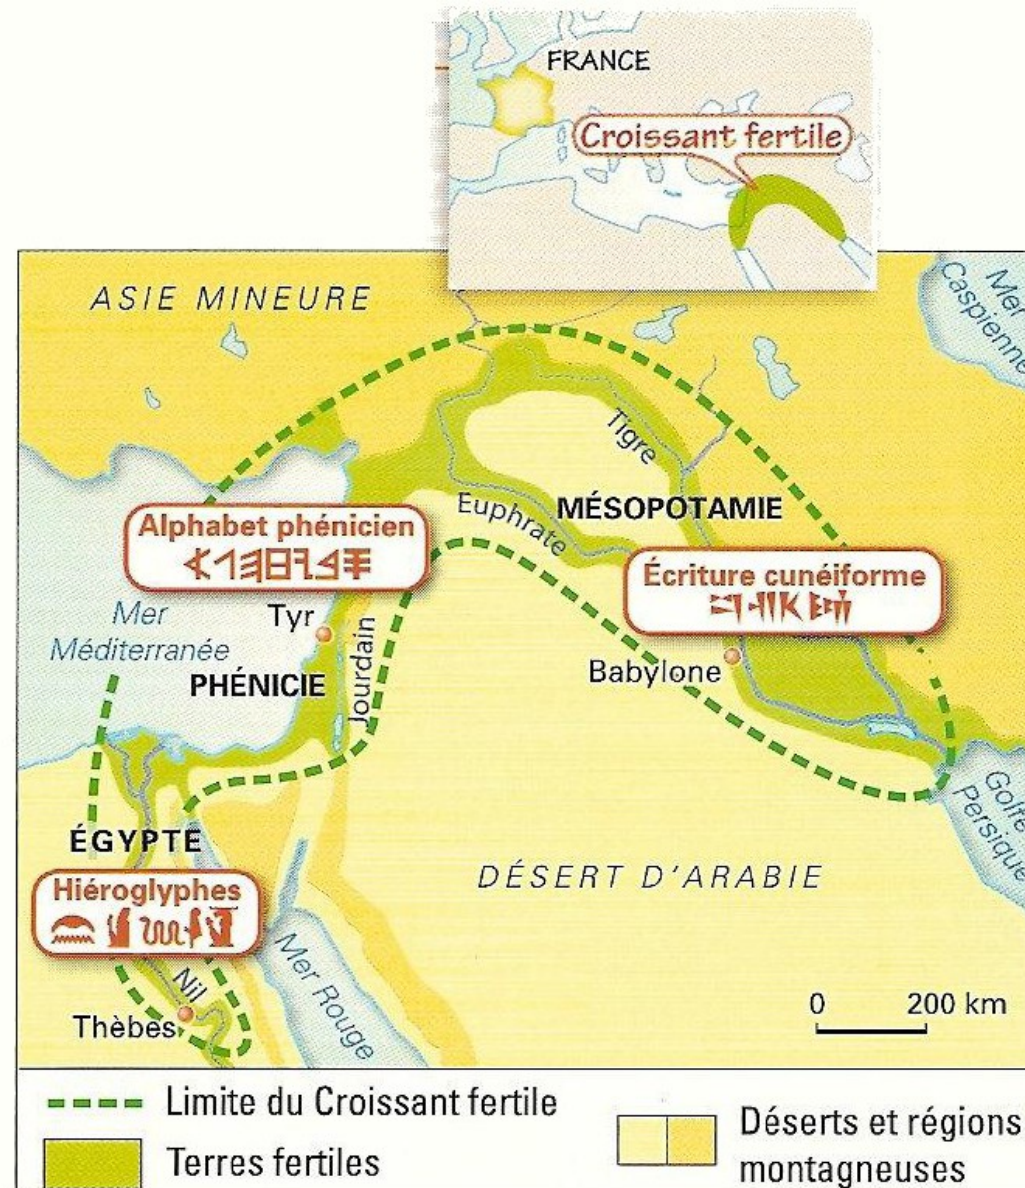 FRANCE
Croissant fertile
ASIE MINEURE
Mer
Caspienne
Tigre
Euphrate
MÉSOPOTAMIE
Alphabet phénicien
Écriture cunéiforme
Mer
Méditerranée
Tyr
PHÉNICIE
Jourdain
Babylone
Golfe
Persique
ÉGYPTE
Hiéroglyphes
DÉSERT D'ARABIE
Nil
Thèbes
Mer Rouge
0 200 km
Limite du Croissant fertile
Terres fertiles
Déserts et régions
montagneuses